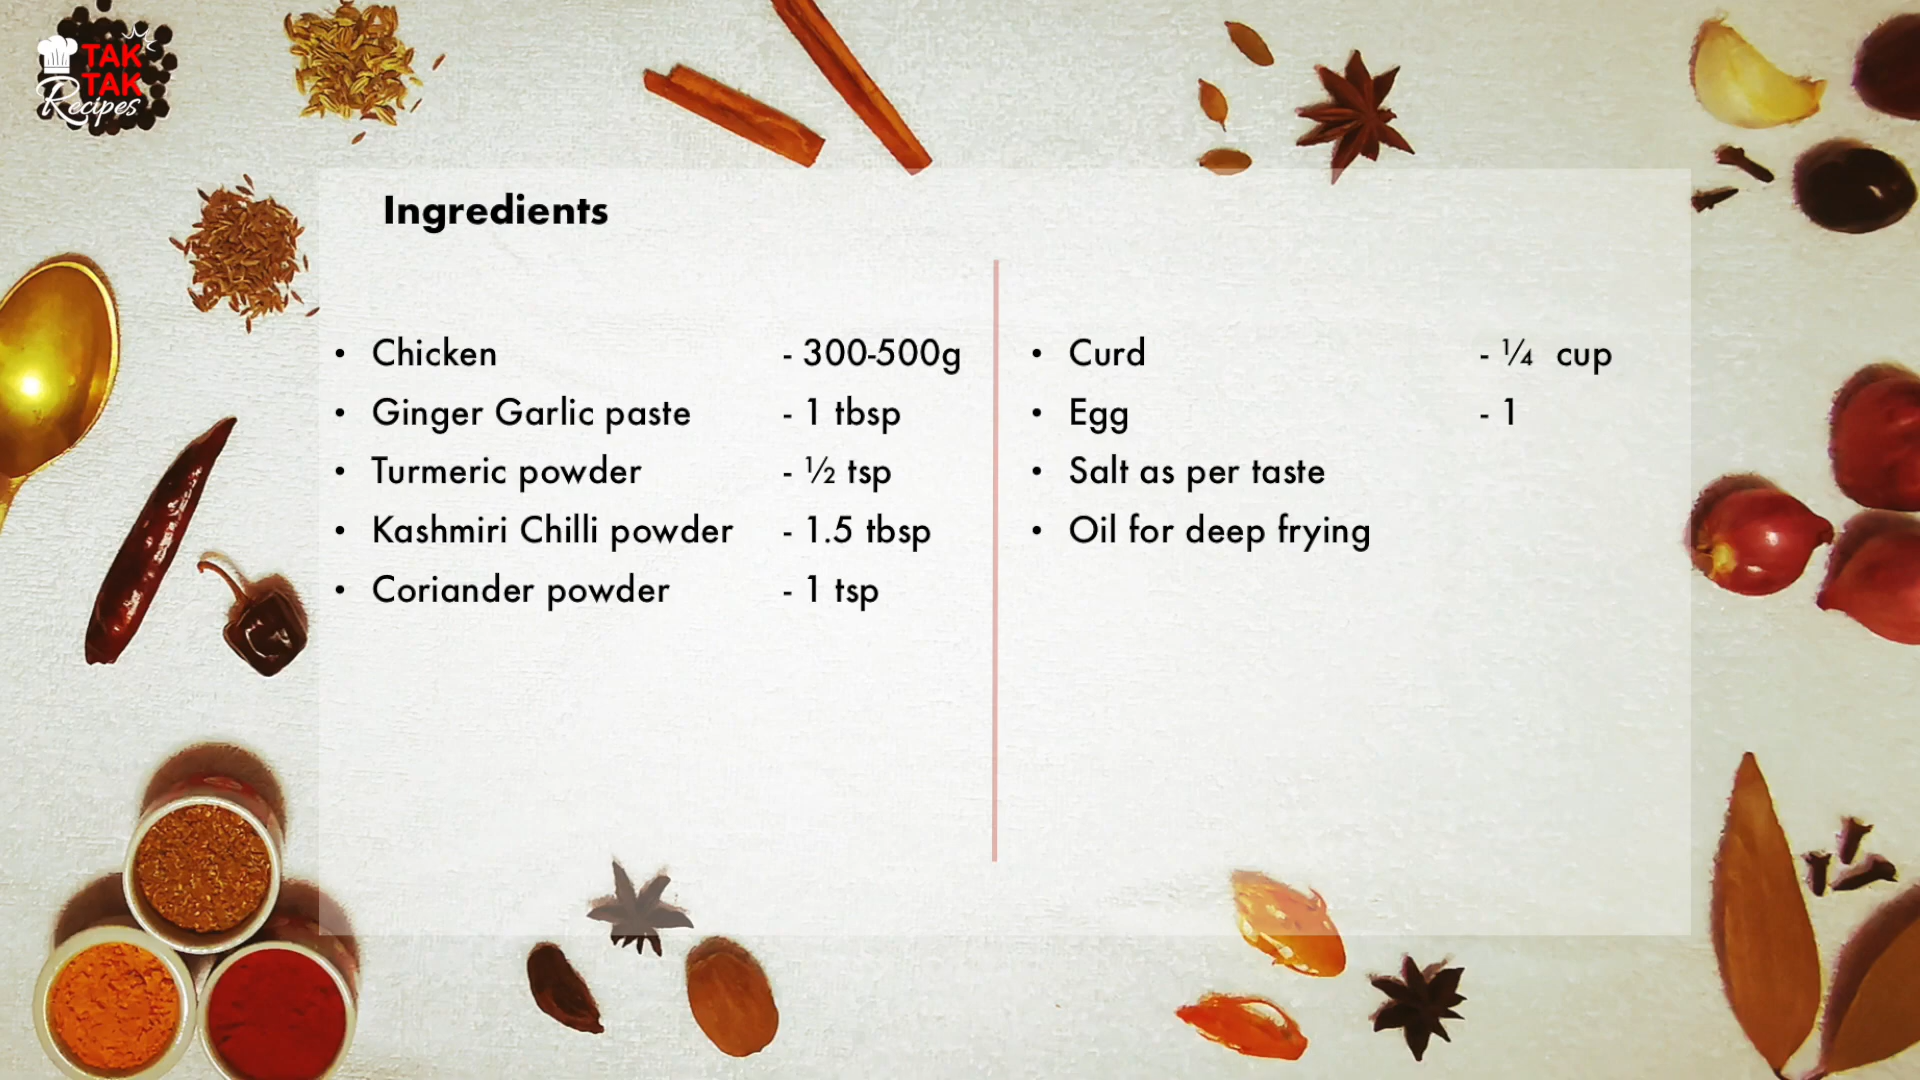 TAK
TAK
Recipes
Ingredients
• Chicken - 300-500g
• Ginger Garlic paste - 1 tbsp
• Turmeric powder - ½ tsp
• Kashmiri Chilli powder - 1.5 tbsp
• Coriander powder - 1 tsp
• Curd - ¼ cup
• Egg - 1
• Salt as per taste
• Oil for deep frying